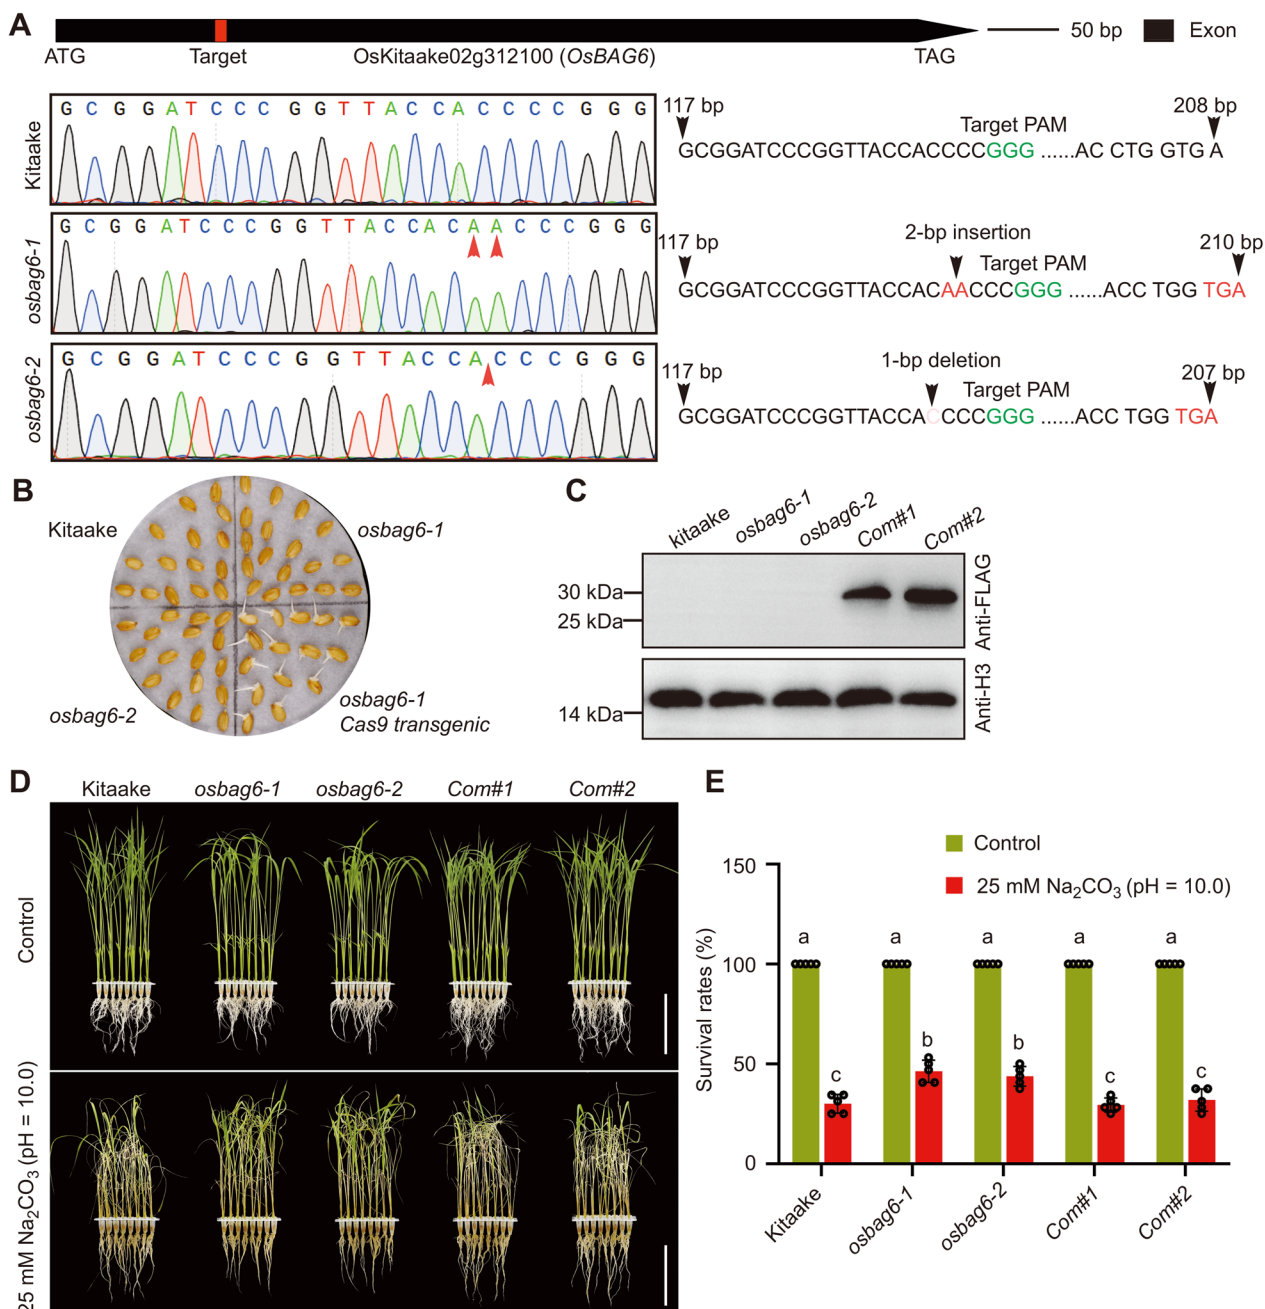 A
50 bp
Exon
ATG
Target
OsKitaake02g312100 (OsBAG6)
TAG
Kitaake
G C G G A T C C C G G T T A C C A C C C C G G G
117 bp
208 bp
Target PAM
GCGGATCCCGGTTACCACCCCGGG ......AC CTG GTG A
osbag6-1
G C G G A T C C C G G T T A C C A C A A C C C G G G
117 bp
2-bp insertion
210 bp
Target PAM
GCGGATCCCGGTTACCACAACCCGGG ......ACC TGG TGA
osbag6-2
G C G G A T C C C G G T T A C C A C C C G G G
117 bp
1-bp deletion
207 bp
Target PAM
GCGGATCCCGGTTACCACCCCGGG ......ACC TGG TGA
B
Kitaake
osbag6-1
osbag6-2
osbag6-1
Cas9 transgenic
C
kitaake
osbag6-1
osbag6-2
Com#1
Com#2
30 kDa
25 kDa
Anti-FLAG
14 kDa
Anti-H3
D
Kitaake osbag6-1 osbag6-2 Com#1 Com#2
Control
25 mM Na₂CO₃ (pH = 10.0)
E
Control
25 mM Na₂CO₃ (pH = 10.0)
Survival rates (%)
150
100
50
0
a a a a a
c b b c c
Kitaake
osbag6-1
osbag6-2
Com#1
Com#2